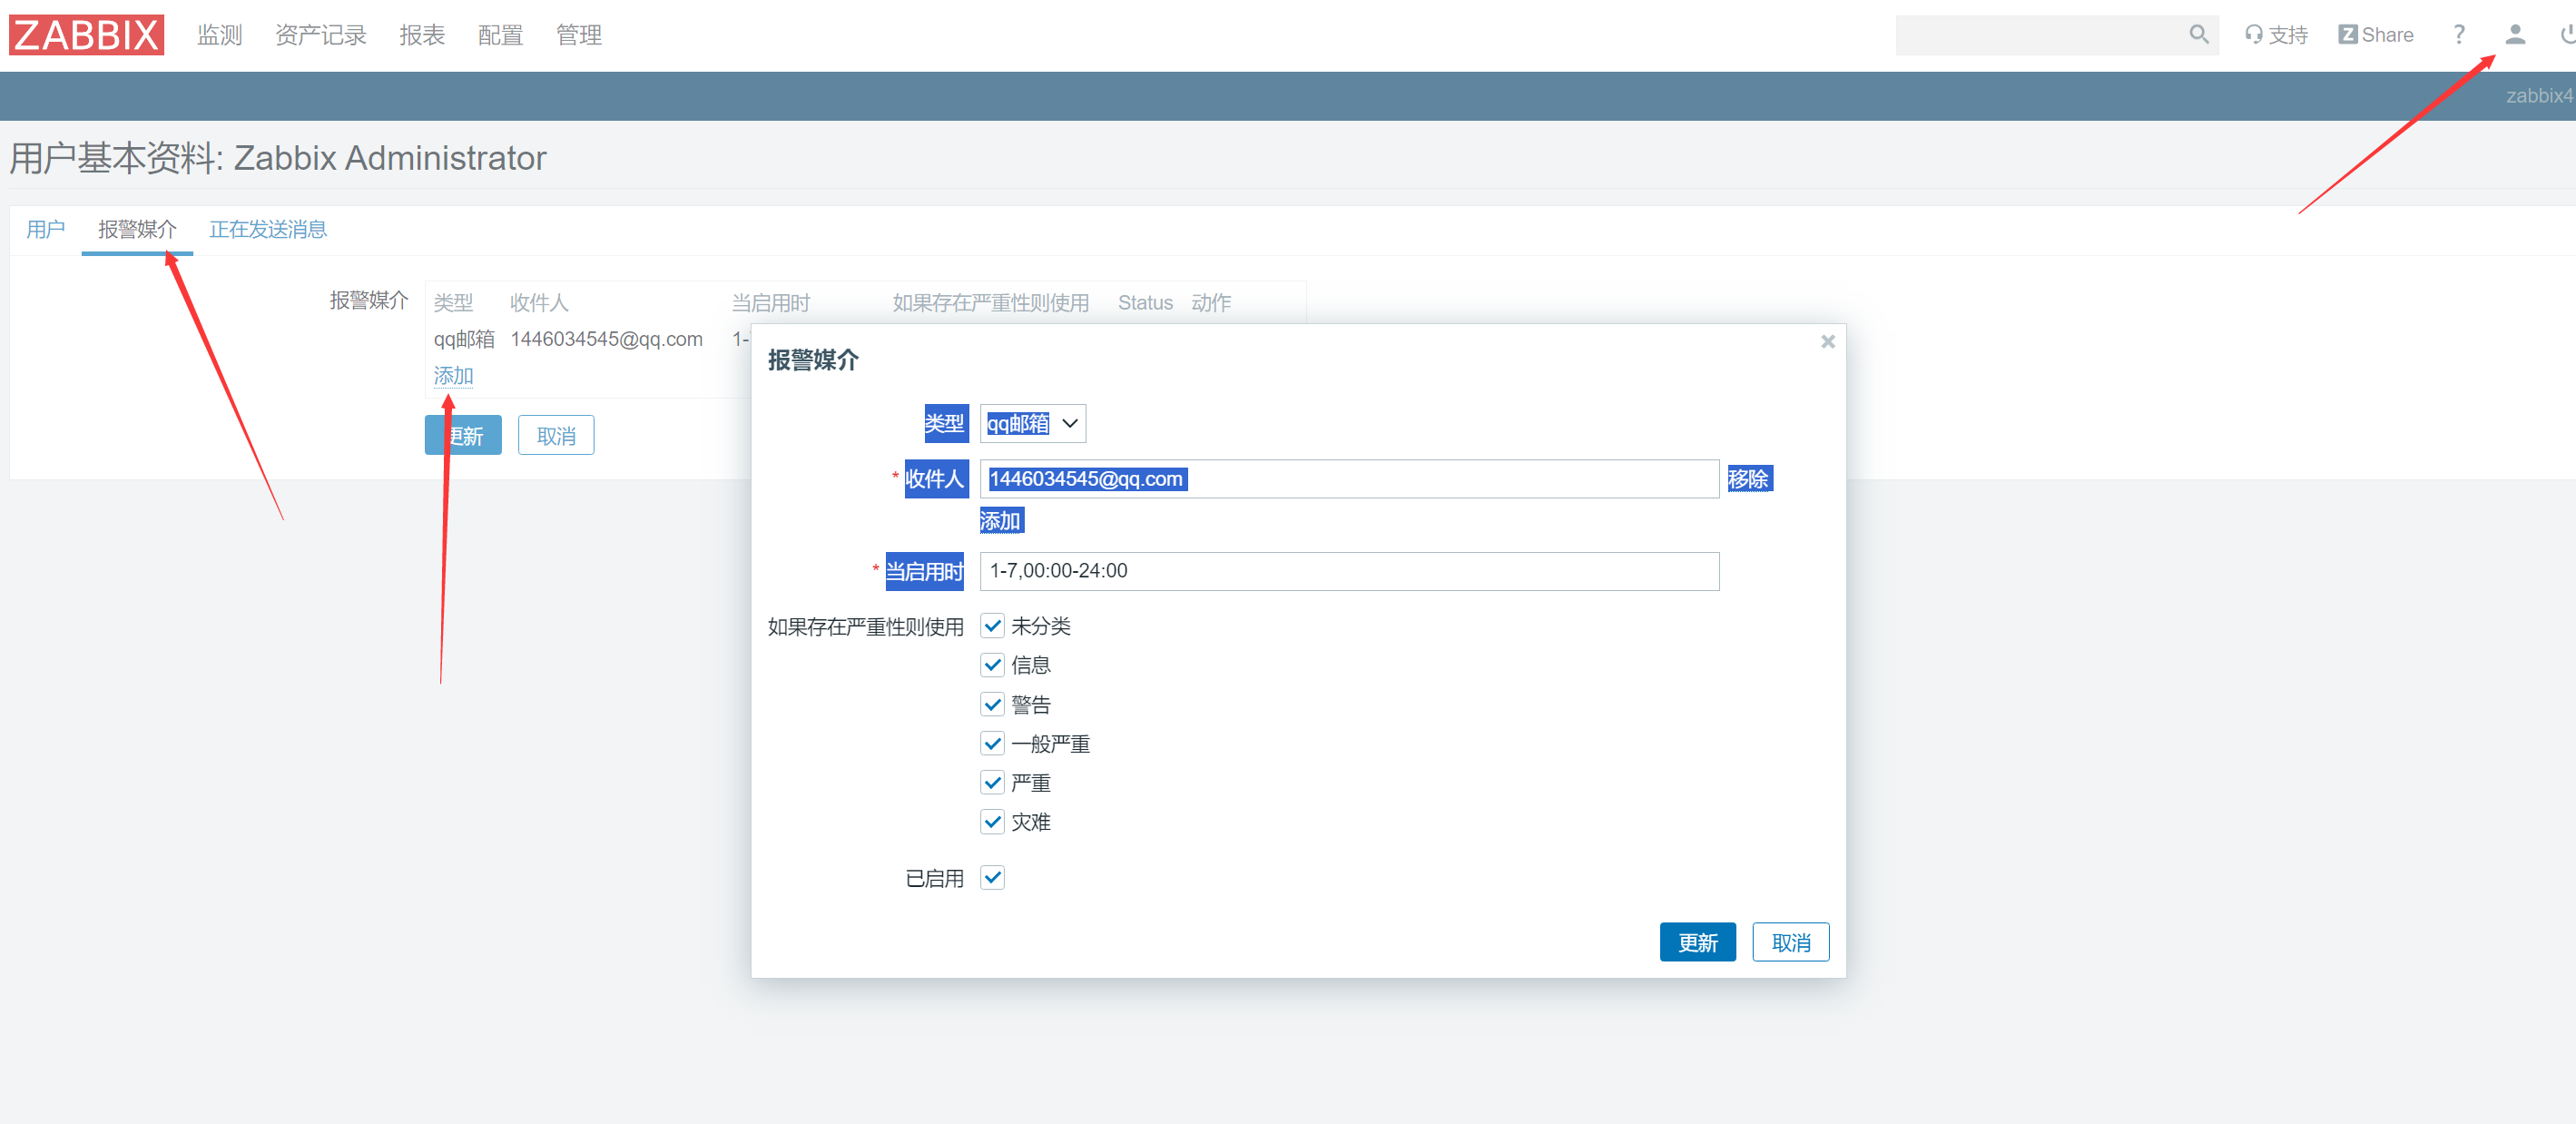 ZABBIX 监测 资产记录 报表 配置 管理 支持 Z Share ?
zabbix4
用户基本资料: Zabbix Administrator
用户 报警媒介 正在发送消息
报警媒介 类型 收件人 当启用时 如果存在严重性则使用 Status 动作
qq邮箱 1446034545@qq.com 1-
添加
更新 取消
报警媒介
类型 qq邮箱
* 收件人 1446034545@qq.com 移除
添加
* 当启用时 1-7,00:00-24:00
如果存在严重性则使用 未分类
信息
警告
一般严重
严重
灾难
已启用
更新 取消